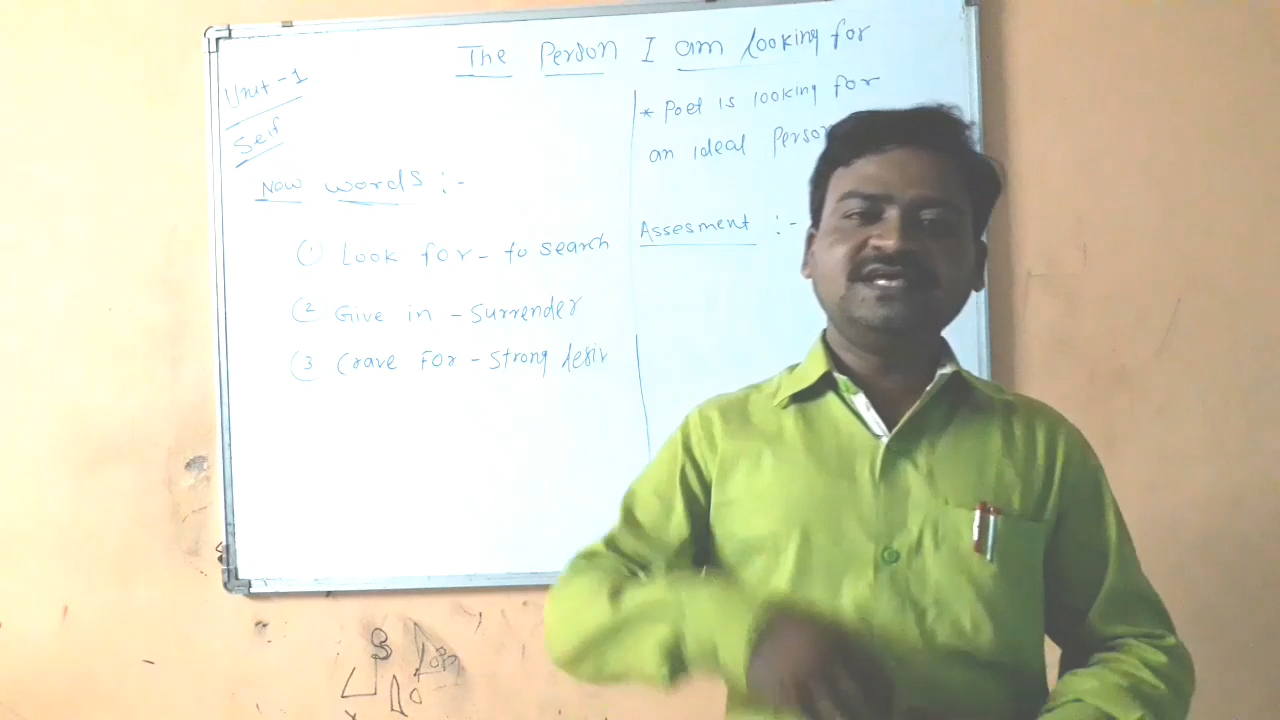 The Person I am looking for
Unit - 1
Self
New words :-
1 Look for - to search
2 Give in - Surrender
3 Crave For - Strong desir
* Poet is looking for
an ideal Perso
Assesment :-